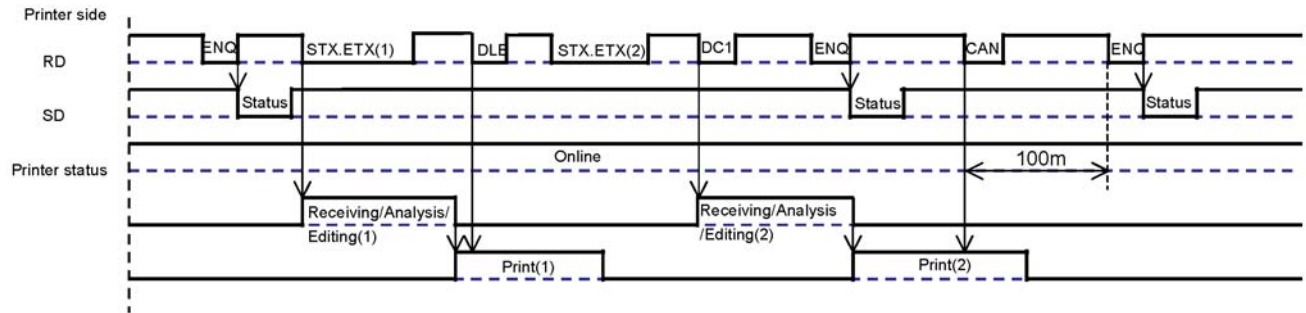 Printer side
RD
ENQ
STX.ETX(1)
DLE
STX.ETX(2)
DC1
ENQ
CAN
ENQ
SD
Status
Status
Status
Printer status
Online
100m
Receiving/Analysis/
Editing(1)
Receiving/Analysis
/Editing(2)
Print(1)
Print(2)